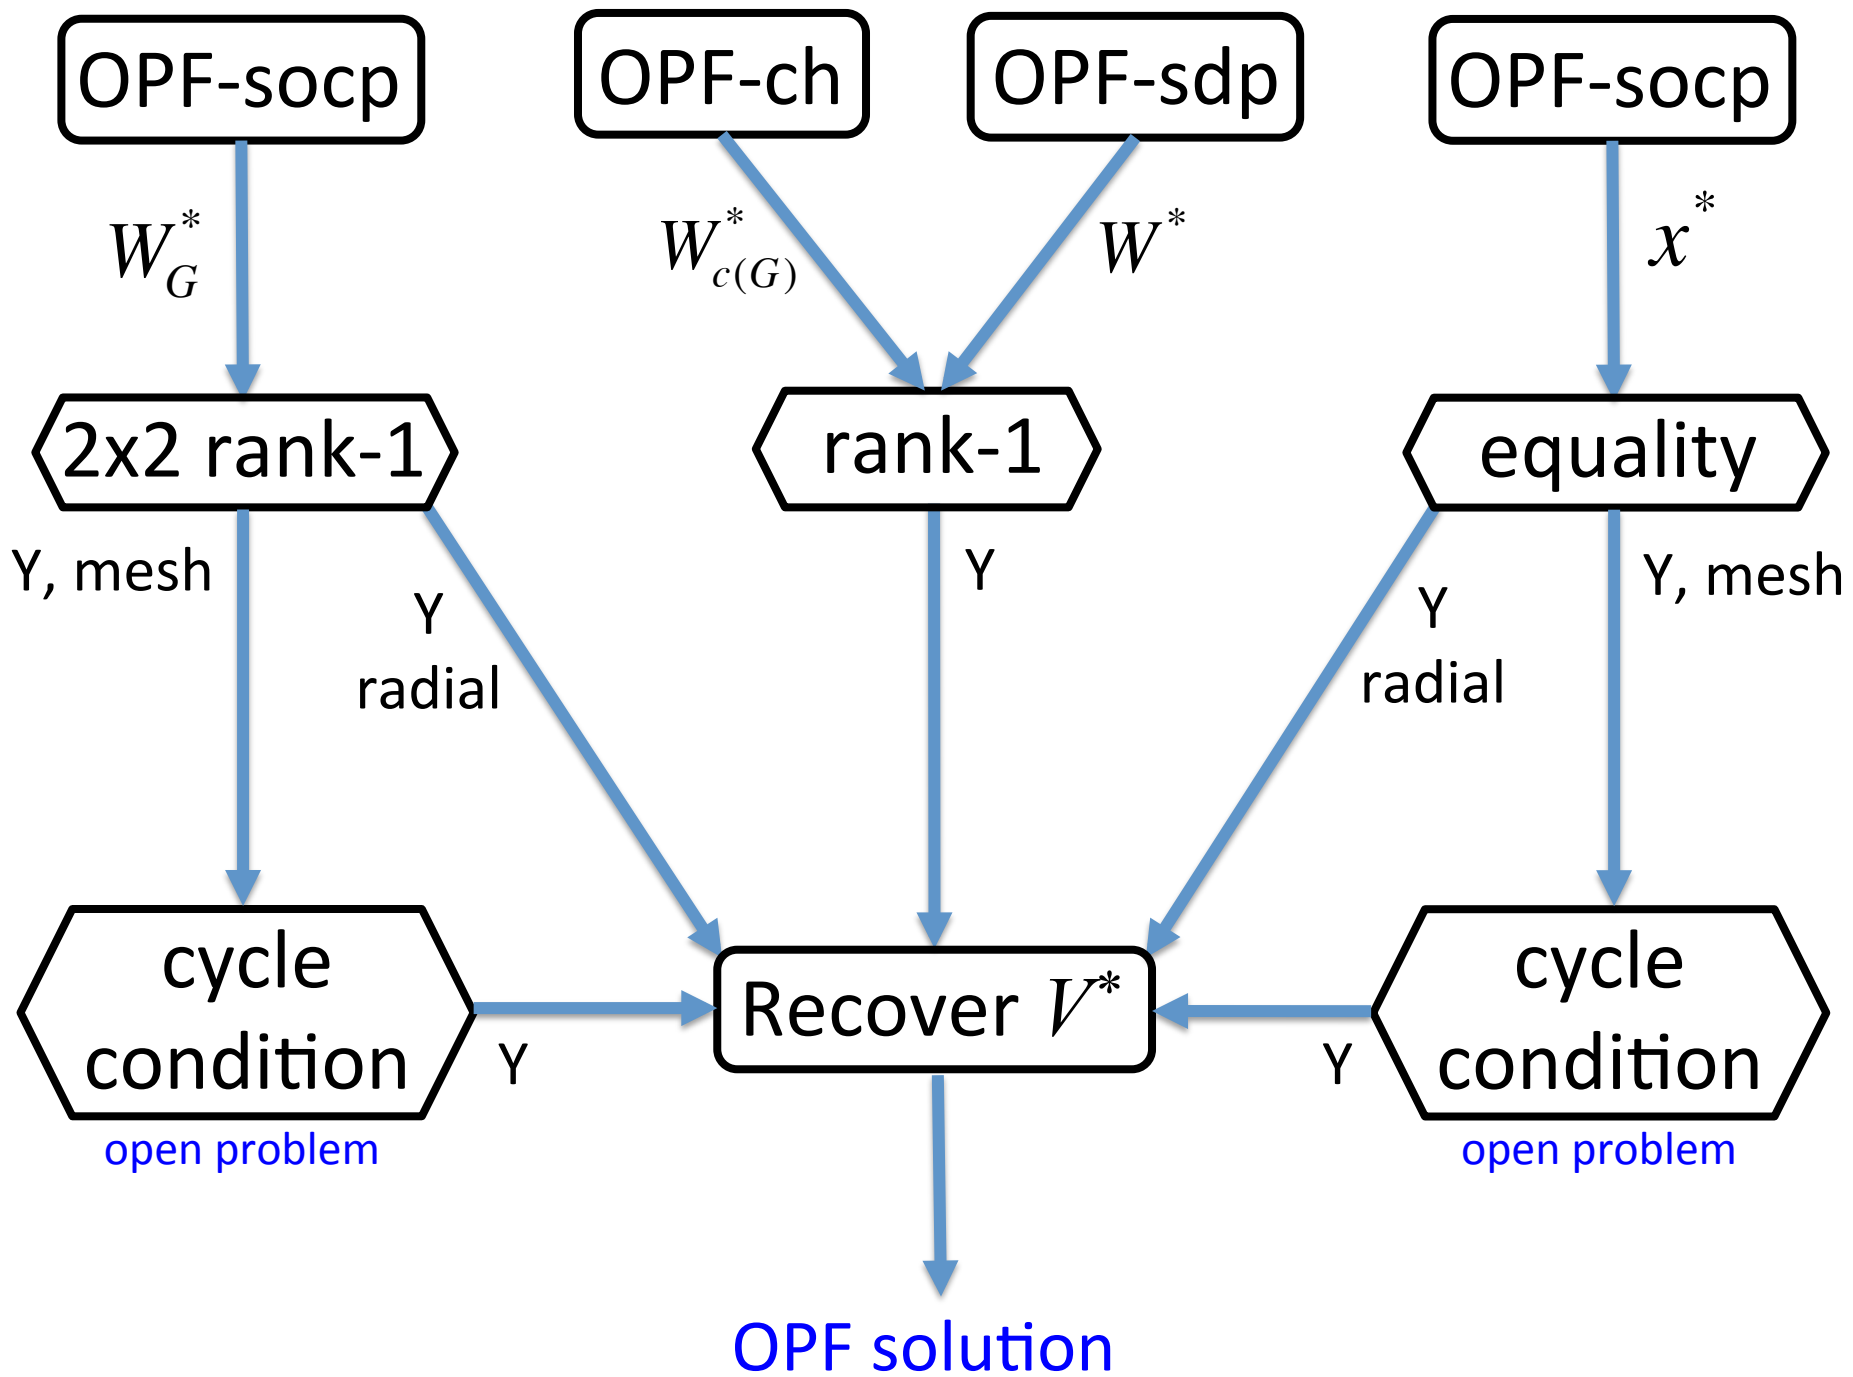 OPF-socp
OPF-ch
OPF-sdp
OPF-socp
W*G
W*c(G)
W*
x*
2x2 rank-1
rank-1
equality
Y, mesh
Y
radial
Y
Y
radial
Y, mesh
cycle
condition
open problem
Y
Recover V*
Y
cycle
condition
open problem
OPF solution